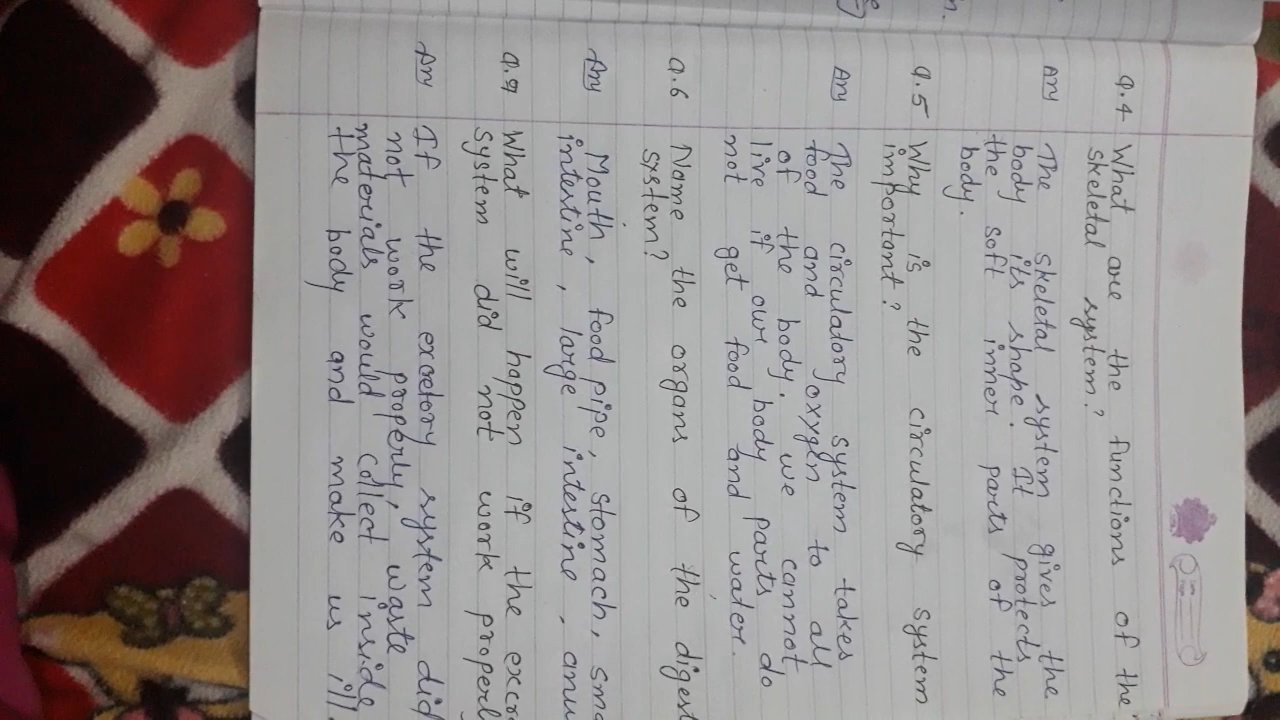 Q.4 What are the functions of the
skeletal system?
Ans The skeletal system gives the
body its shape. It protects
the soft inner parts of the
body.
Q.5 Why is the circulatory system
important?
Ans The circuladory system takes
food and oxygen to all
of the body. we cannot
live if our body parts do
not get food and water.
Q.6 Name the organs of the digest
system?
Ans Mouth, food pipe, Stomach, sma
intestine, large intestine, anu
Q.7 What will happen if the excre
system did not work properl
Ans If the excretory system did
not work properly, waste
materials would collect inside
the body and make us ill.